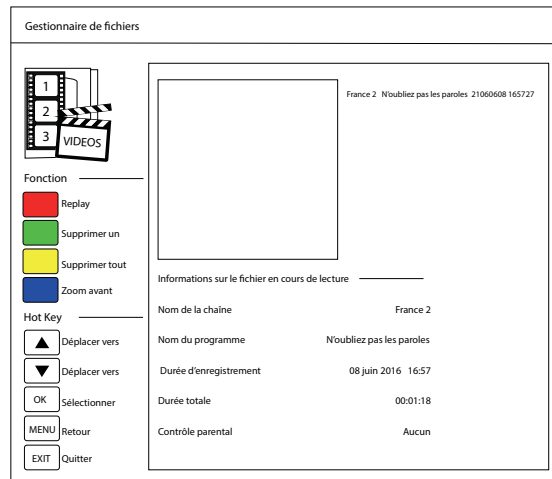 Gestionnaire de fichiers
1
2
3
VIDEOS
France 2 N'oubliez pas les paroles 21060608 165727
Fonction
Replay
Supprimer un
Supprimer tout
Zoom avant
Hot Key
Déplacer vers
Déplacer vers
OK Sélectionner
MENU Retour
EXIT Quitter
Informations sur le fichier en cours de lecture
Nom de la chaîne France 2
Nom du programme N'oubliez pas les paroles
Durée d'enregistrement 08 juin 2016 16:57
Durée totale 00:01:18
Contrôle parental Aucun